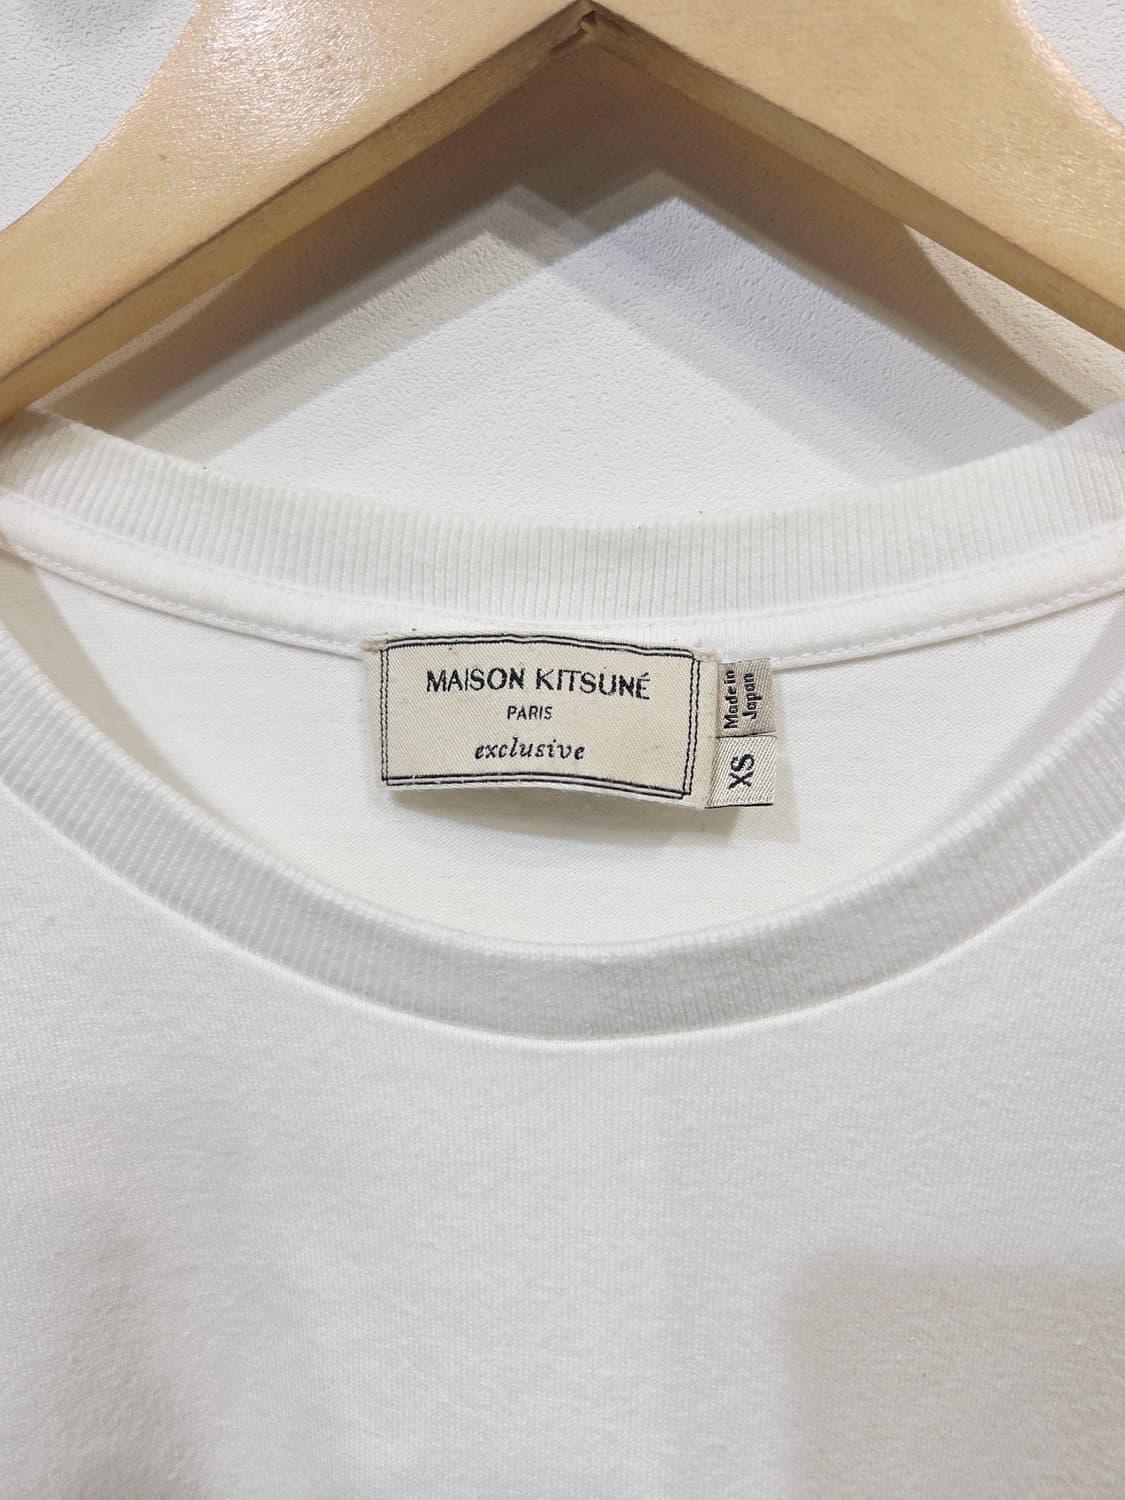 MAISON KITSUNÉ
PARIS
exclusive
Made in
Japan
XS